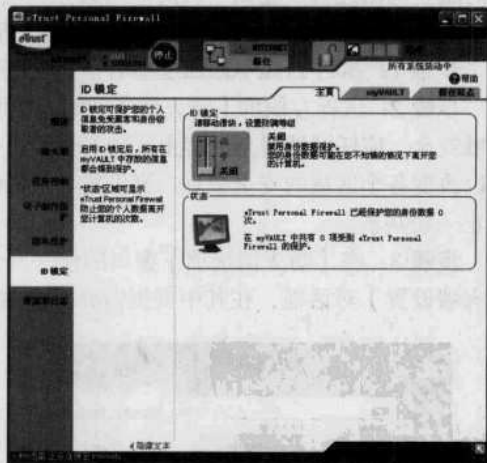 eTrust Personal Firewall
eTrust
停止
INTERNET
所有系统活动中
帮助
ID 锁定
主页
myVAULT
ID 锁定可保护您的个人
信息免受黑客和身份窃
取者的攻击。
启用 ID 锁定后，所有在
myVAULT 中存放的信息
都会得到保护。
“状态”区域可显示
eTrust Personal Firewall
防止您的个人数据离开
您计算机的次数。
ID 锁定
请移动滑块，设置防护等级
高
中
关闭
关闭
禁用身份数据保护。
您的身份数据可能在您不知情的情况下离开您
的计算机。
状态
eTrust Personal Firewall 已经保护您的身份数据 0
次。
在 myVAULT 中共有 0 项受到 eTrust Personal
Firewall 的保护。
防火墙
ID 锁定
隐藏文本